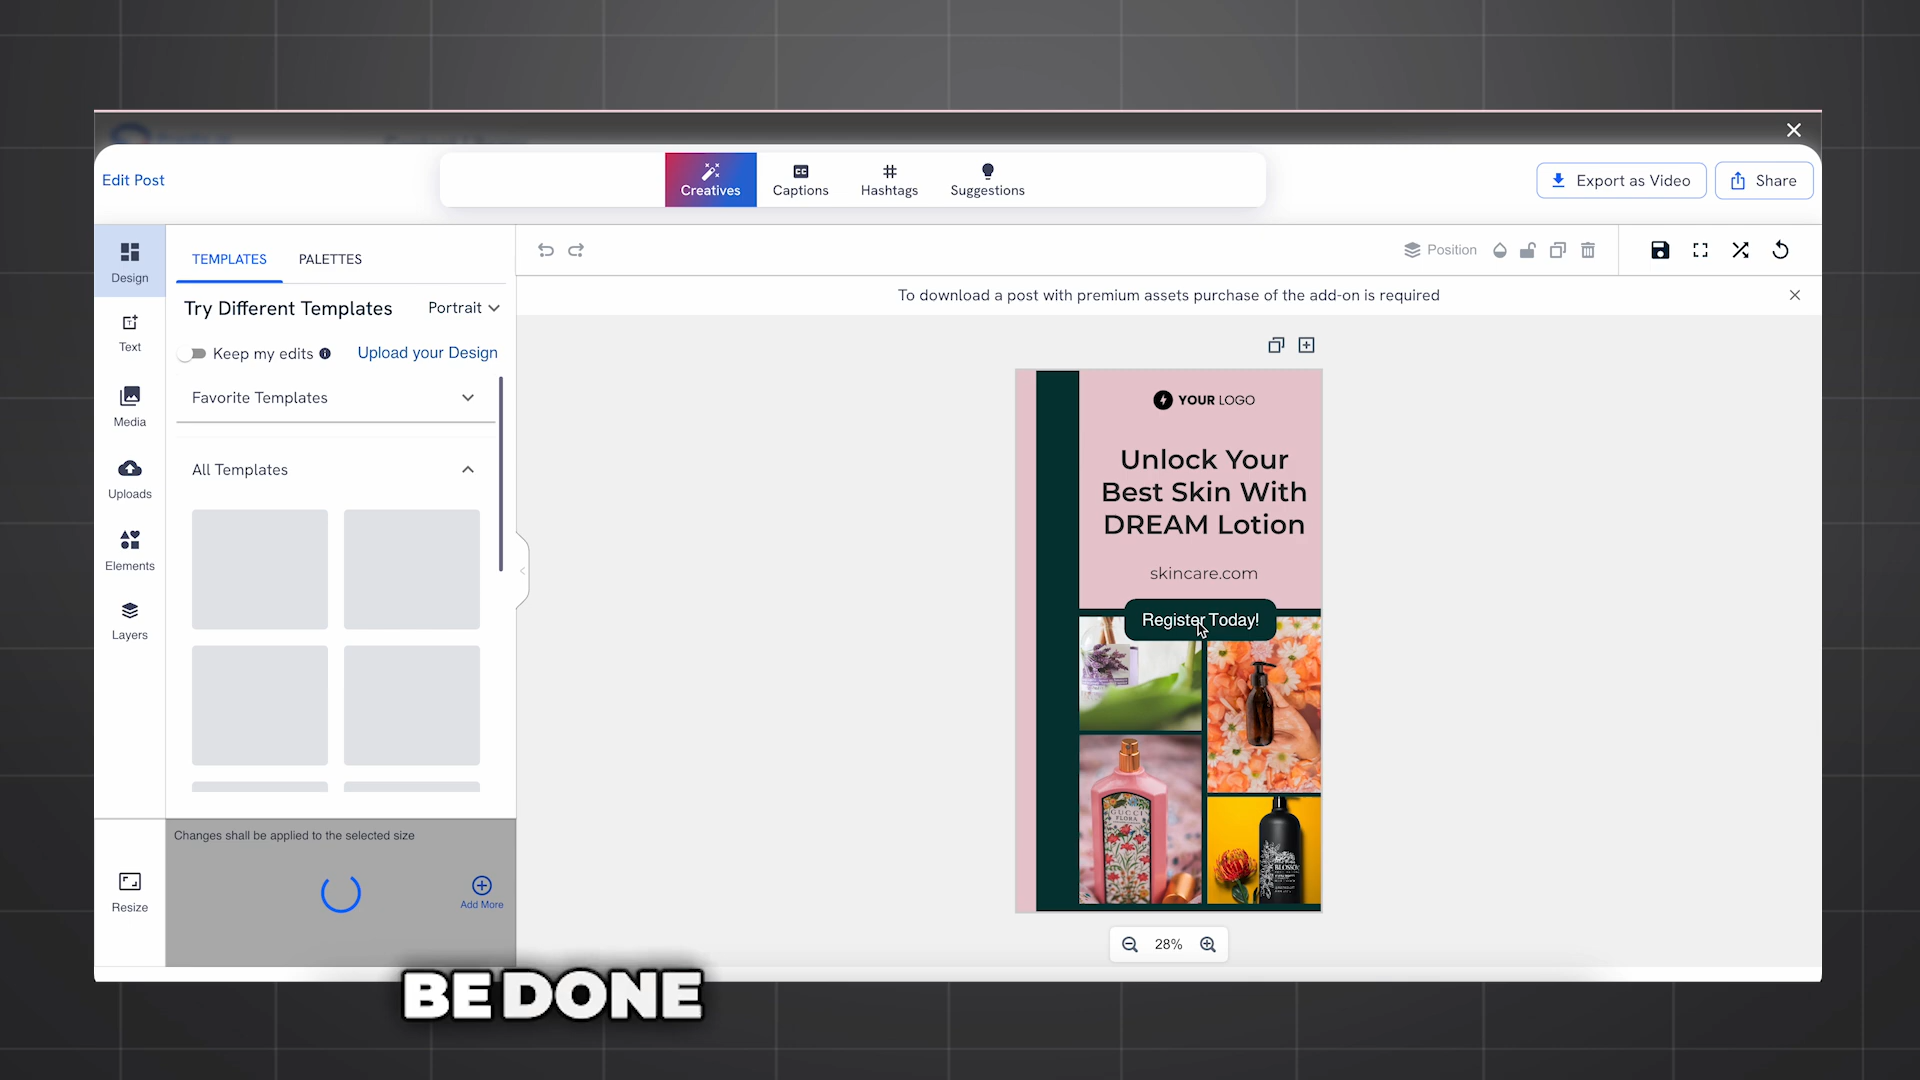 Edit Post
Creatives
Captions
Hashtags
Suggestions
Export as Video
Share
Design
Text
Media
Uploads
Elements
Layers
Resize
TEMPLATES
PALETTES
Try Different Templates
Portrait
Keep my edits
Upload your Design
Favorite Templates
All Templates
Changes shall be applied to the selected size
Add More
Position
To download a post with premium assets purchase of the add-on is required
YOUR LOGO
Unlock Your
Best Skin With
DREAM Lotion
skincare.com
Register Today!
GUCCI
FLORA
28%
BE DONE